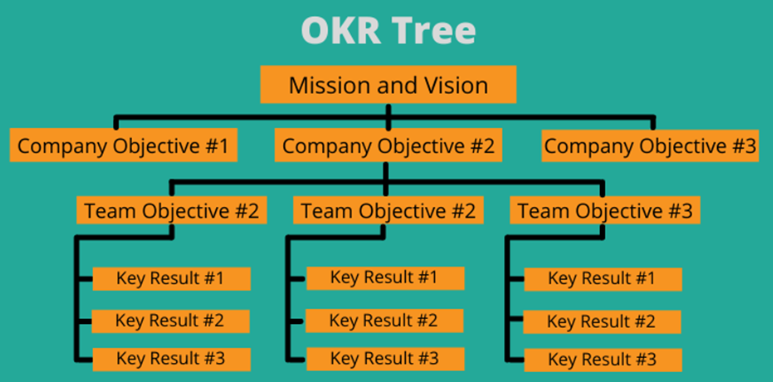 OKR Tree
Mission and Vision
Company Objective #1
Company Objective #2
Company Objective #3
Team Objective #2
Team Objective #2
Team Objective #3
Key Result #1
Key Result #1
Key Result #1
Key Result #2
Key Result #2
Key Result #2
Key Result #3
Key Result #3
Key Result #3